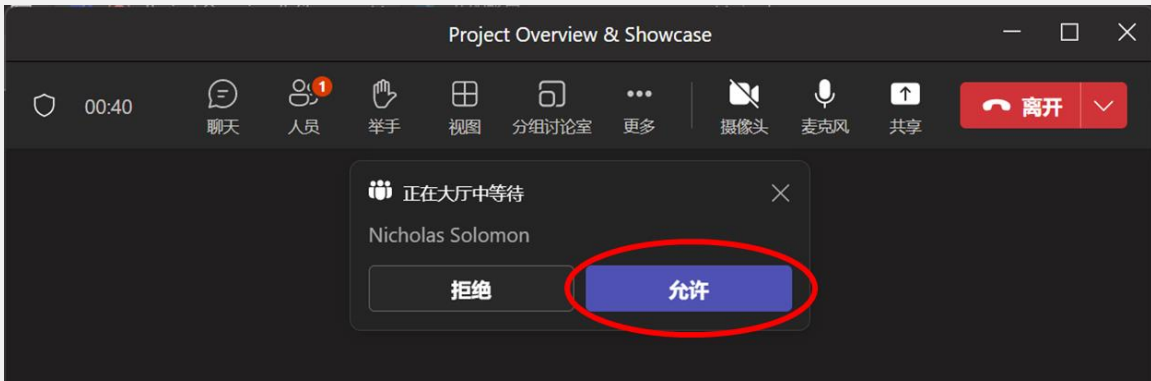 Project Overview & Showcase
00:40
1
聊天 人员 举手 视图 分组讨论室 更多 摄像头 麦克风 共享 离开
正在大厅中等待
Nicholas Solomon
拒绝 允许